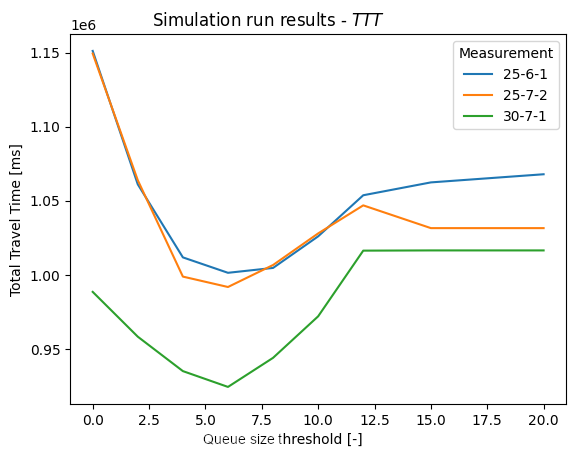 Simulation run results - TTT
1e6
Measurement
25-6-1
25-7-2
30-7-1
1.15
1.10
1.05
1.00
0.95
Total Travel Time [ms]
0.0 2.5 5.0 7.5 10.0 12.5 15.0 17.5 20.0
Queue size threshold [-]